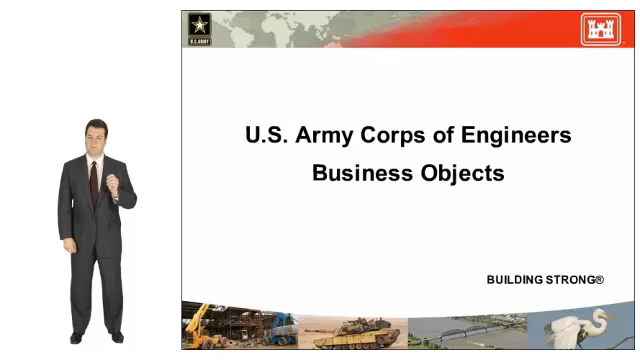 U.S. ARMY
U.S. Army Corps of Engineers
Business Objects
BUILDING STRONG®